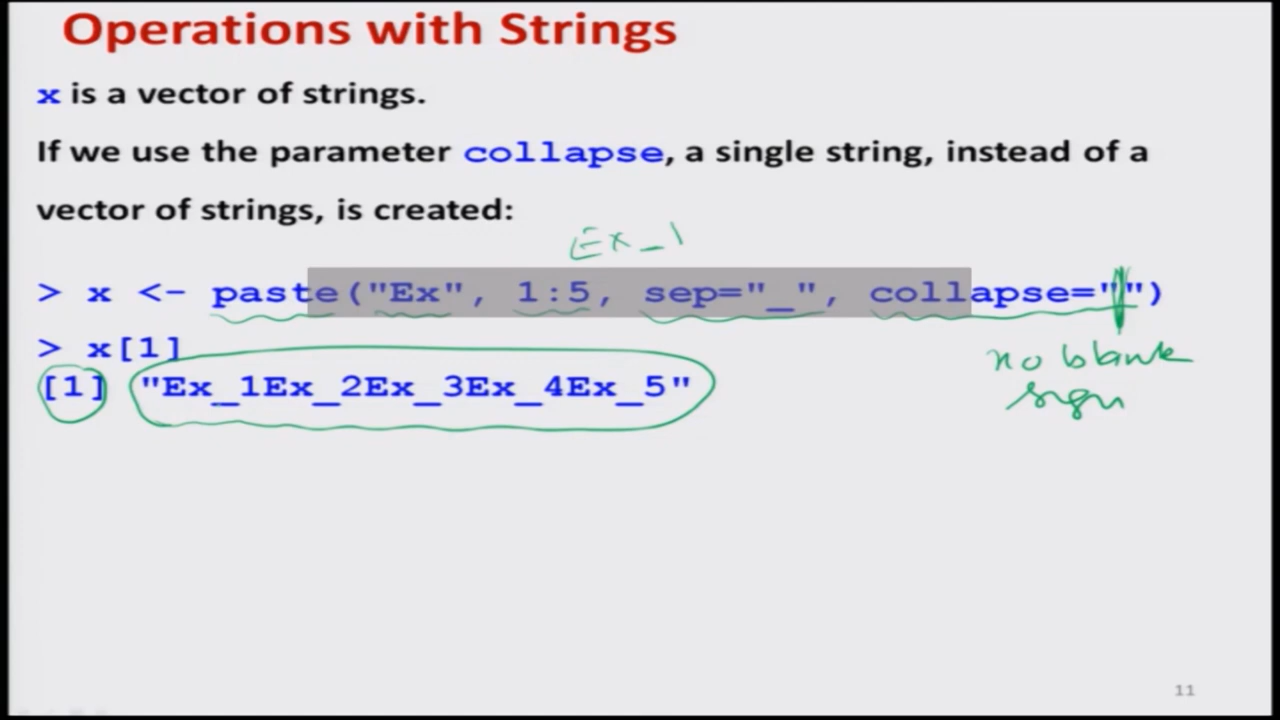 Operations with Strings
x is a vector of strings.
If we use the parameter collapse, a single string, instead of a
vector of strings, is created:
Ex_1
> x <- paste("Ex", 1:5, sep="_", collapse="")
> x[1]
[1] "Ex_1Ex_2Ex_3Ex_4Ex_5"
no blank
sign
11